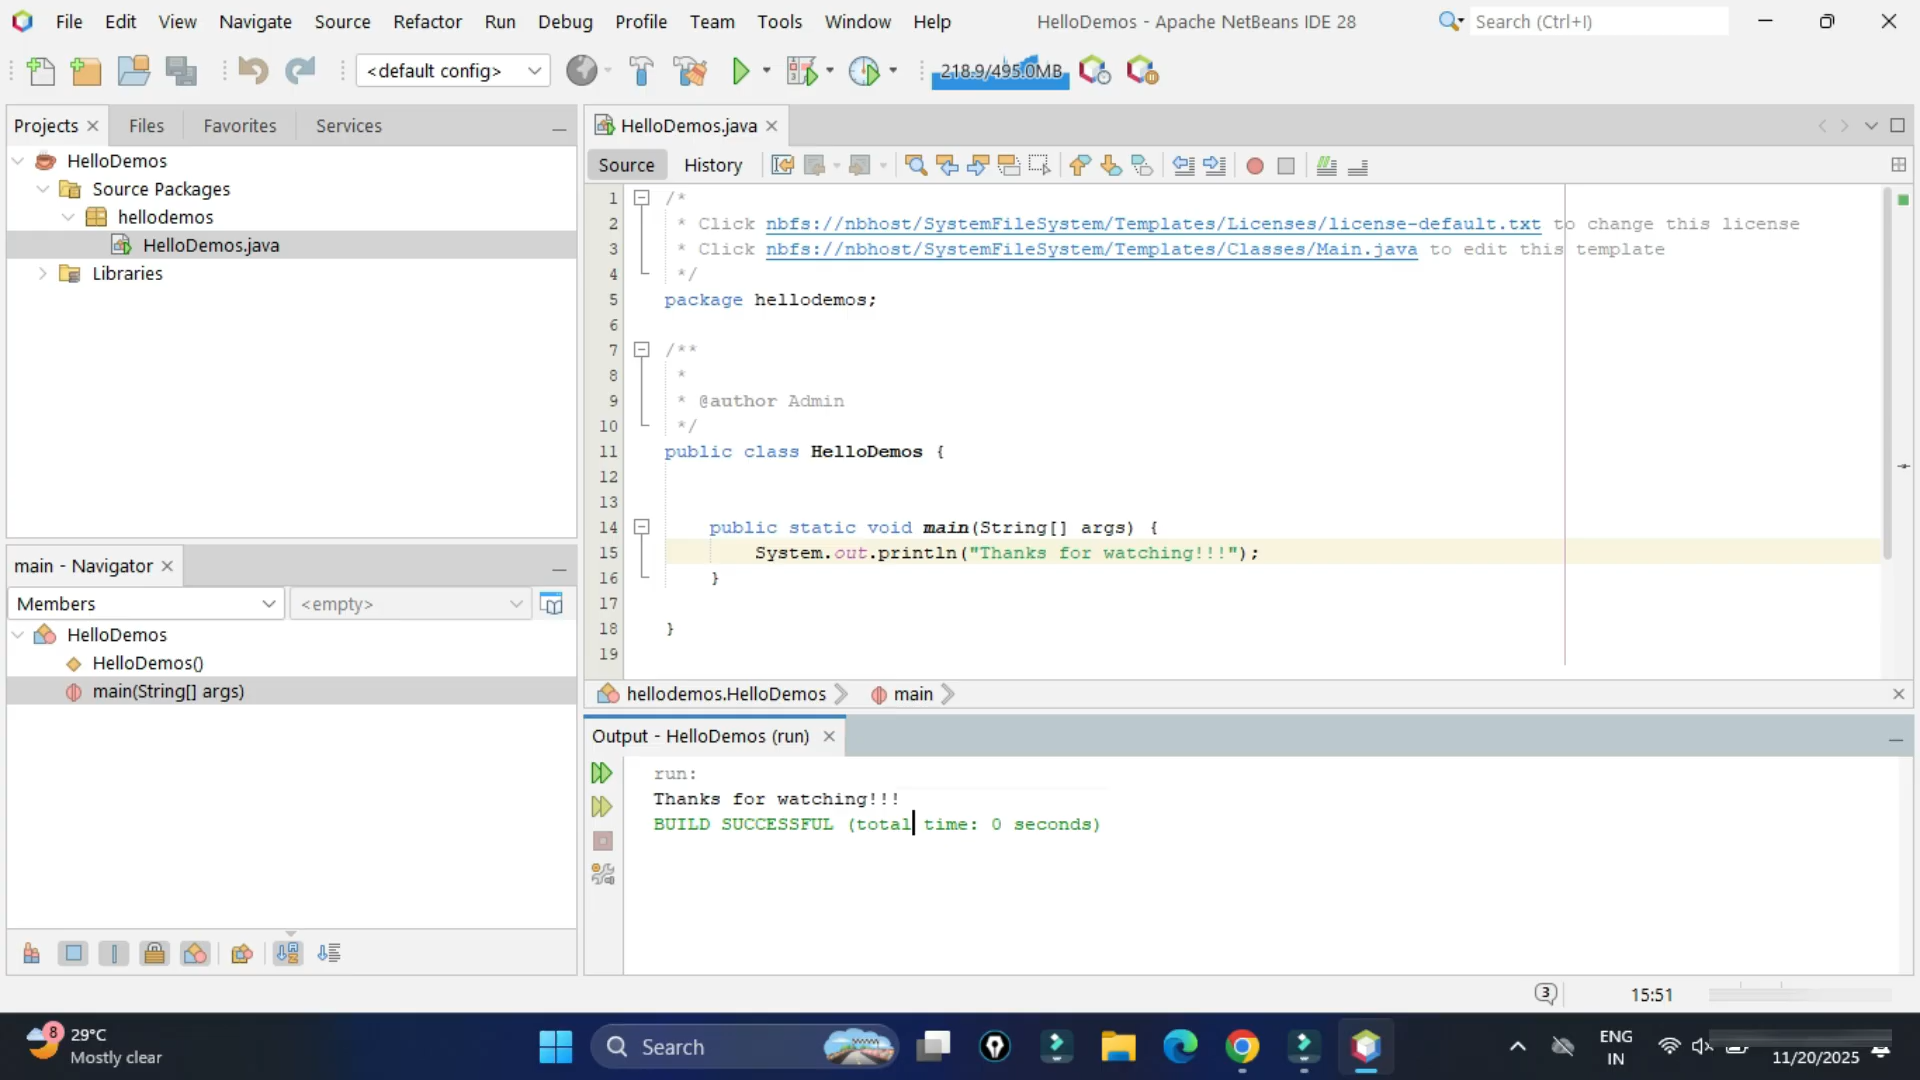 File Edit View Navigate Source Refactor Run Debug Profile Team Tools Window Help HelloDemos - Apache NetBeans IDE 28 Search (Ctrl+I)
<default config> 218.9/495.0MB
Projects Files Favorites Services
HelloDemos
Source Packages
hellodemos
HelloDemos.java
Libraries
main - Navigator
Members <empty>
HelloDemos
HelloDemos()
main(String[] args)
HelloDemos.java
Source History
1 /*
2 * Click nbfs://nbhost/SystemFileSystem/Templates/Licenses/license-default.txt to change this license
3 * Click nbfs://nbhost/SystemFileSystem/Templates/Classes/Main.java to edit this template
4 */
5 package hellodemos;
6
7 /**
8 *
9 * @author Admin
10 */
11 public class HelloDemos {
12
13
14 public static void main(String[] args) {
15 System.out.println("Thanks for watching!!!");
16 }
17
18 }
19
hellodemos.HelloDemos main
Output - HelloDemos (run)
run:
Thanks for watching!!!
BUILD SUCCESSFUL (total time: 0 seconds)
3 15:51
8 29°C
Mostly clear
Search
ENG
IN
11/20/2025